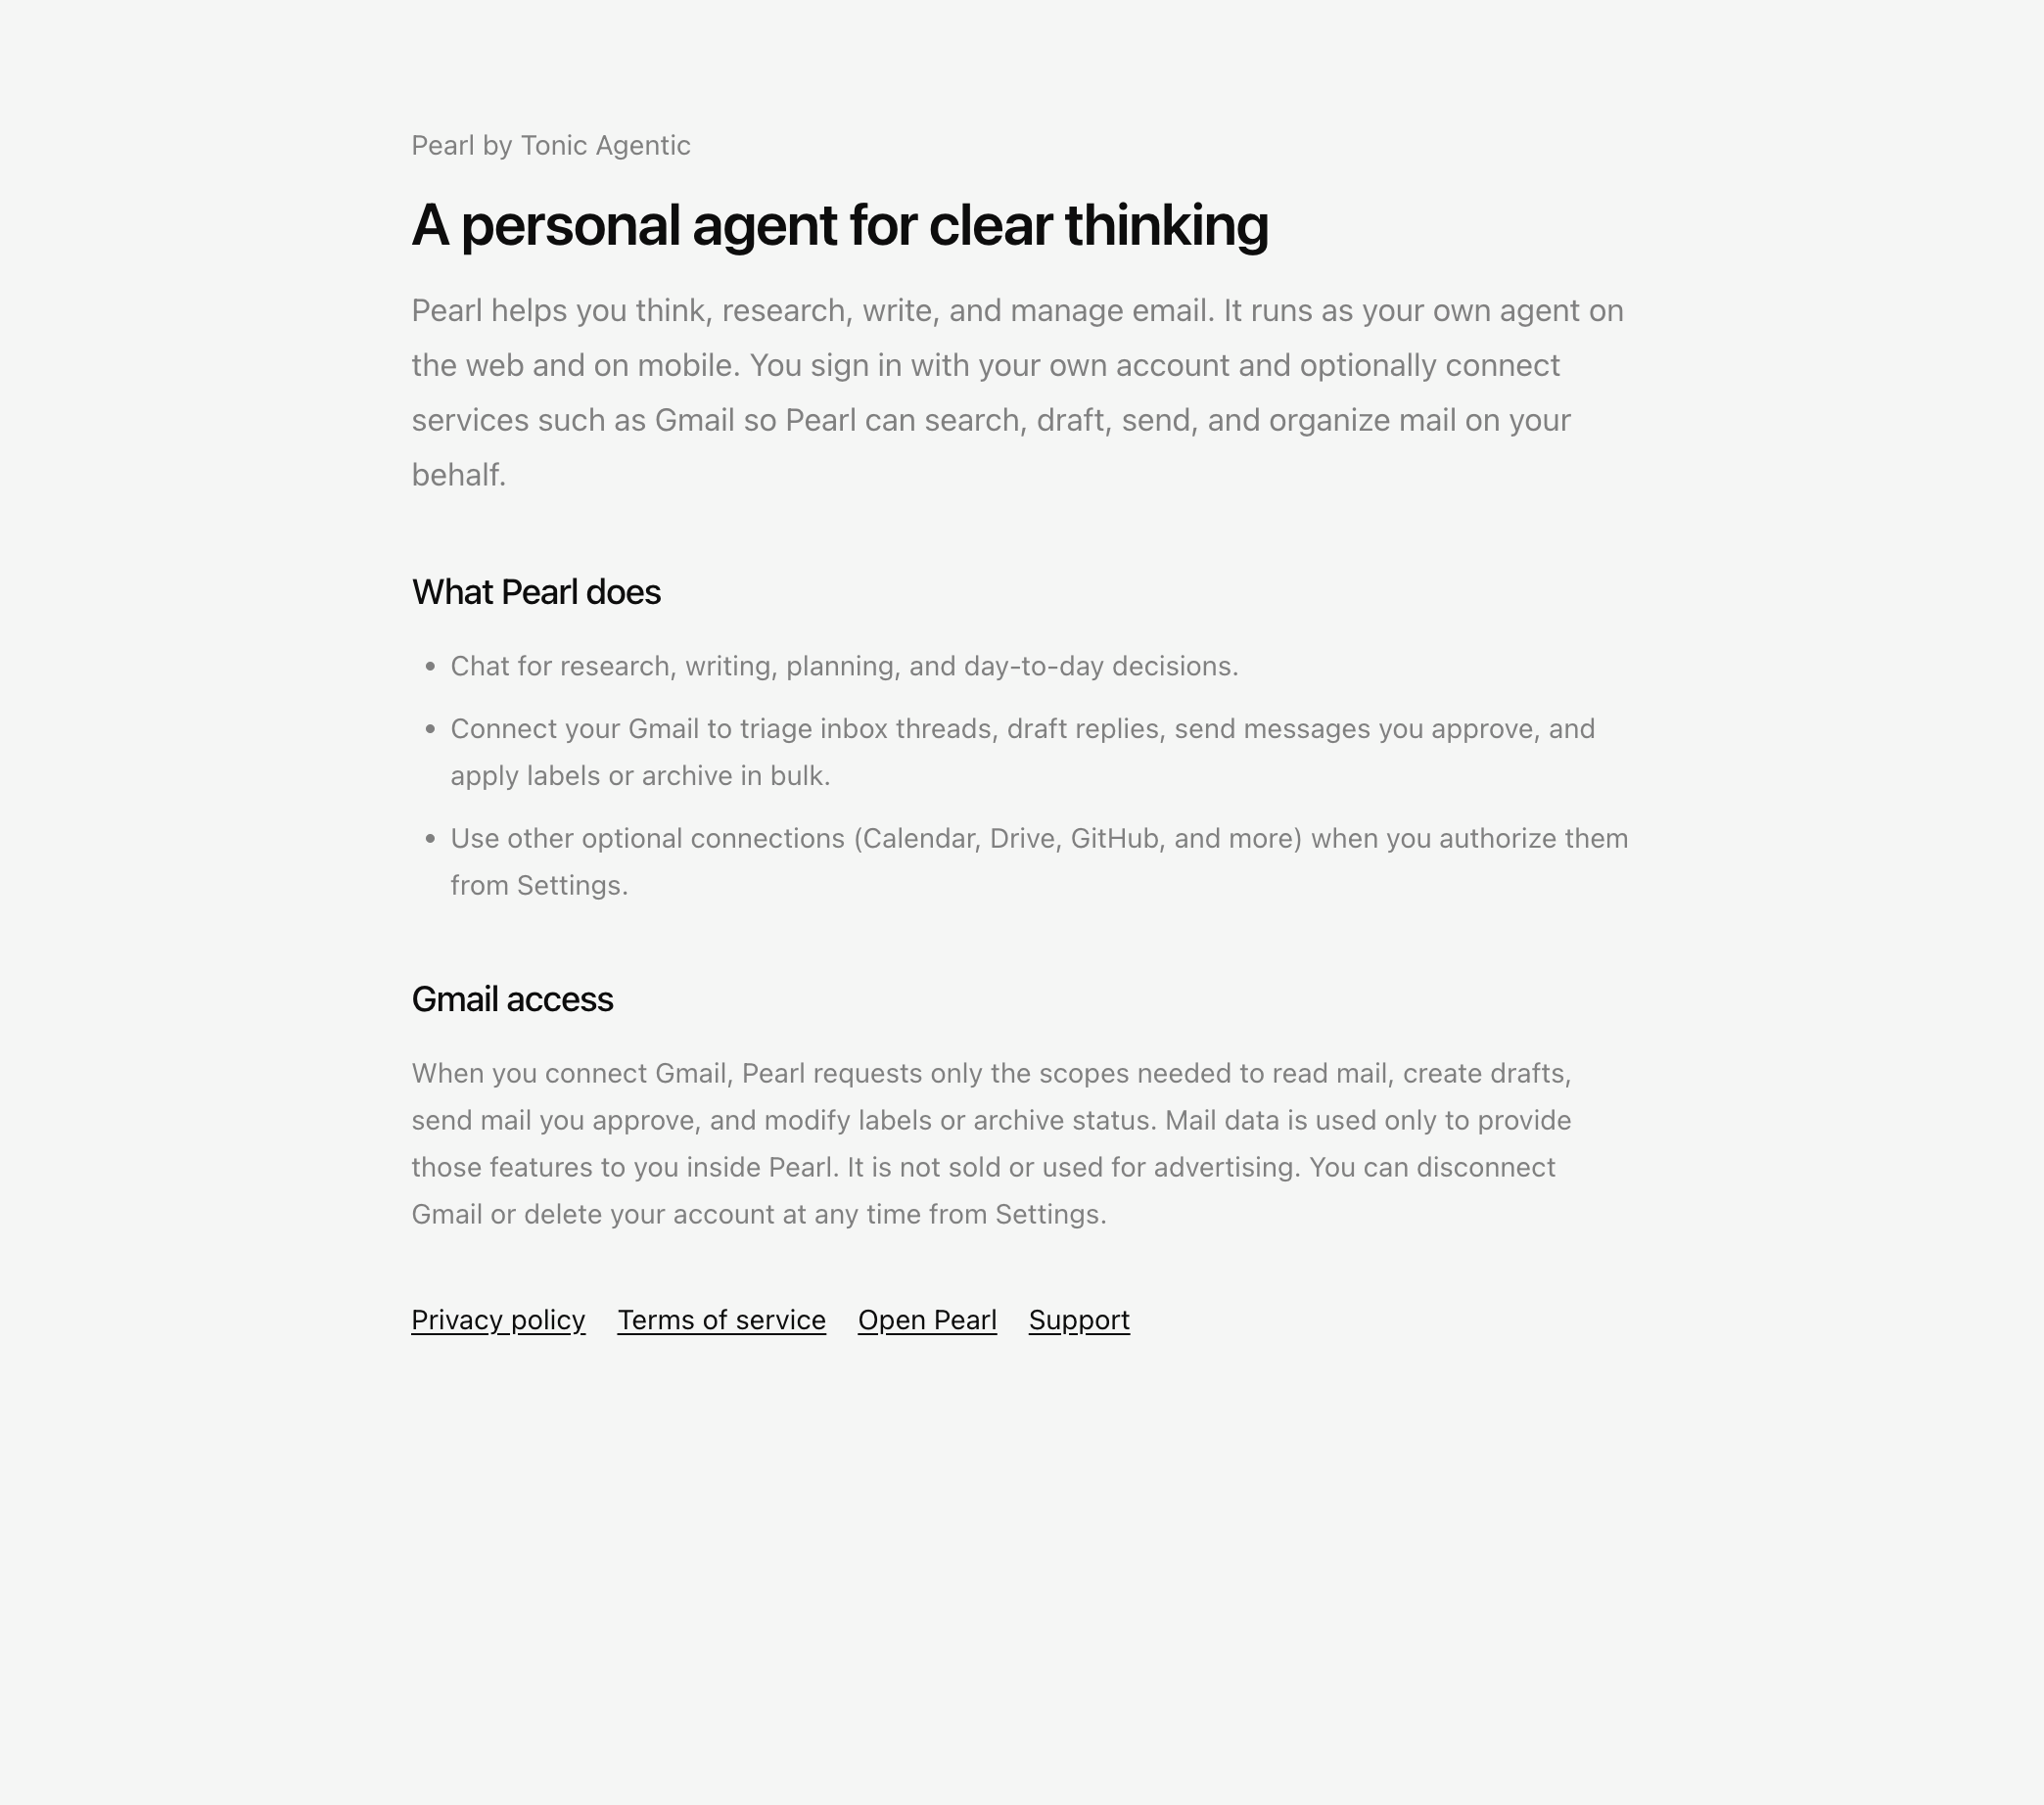 Pearl by Tonic Agentic
A personal agent for clear thinking
Pearl helps you think, research, write, and manage email. It runs as your own agent on
the web and on mobile. You sign in with your own account and optionally connect
services such as Gmail so Pearl can search, draft, send, and organize mail on your
behalf.
What Pearl does
• Chat for research, writing, planning, and day-to-day decisions.
• Connect your Gmail to triage inbox threads, draft replies, send messages you approve, and
apply labels or archive in bulk.
• Use other optional connections (Calendar, Drive, GitHub, and more) when you authorize them
from Settings.
Gmail access
When you connect Gmail, Pearl requests only the scopes needed to read mail, create drafts,
send mail you approve, and modify labels or archive status. Mail data is used only to provide
those features to you inside Pearl. It is not sold or used for advertising. You can disconnect
Gmail or delete your account at any time from Settings.
Privacy policy Terms of service Open Pearl Support